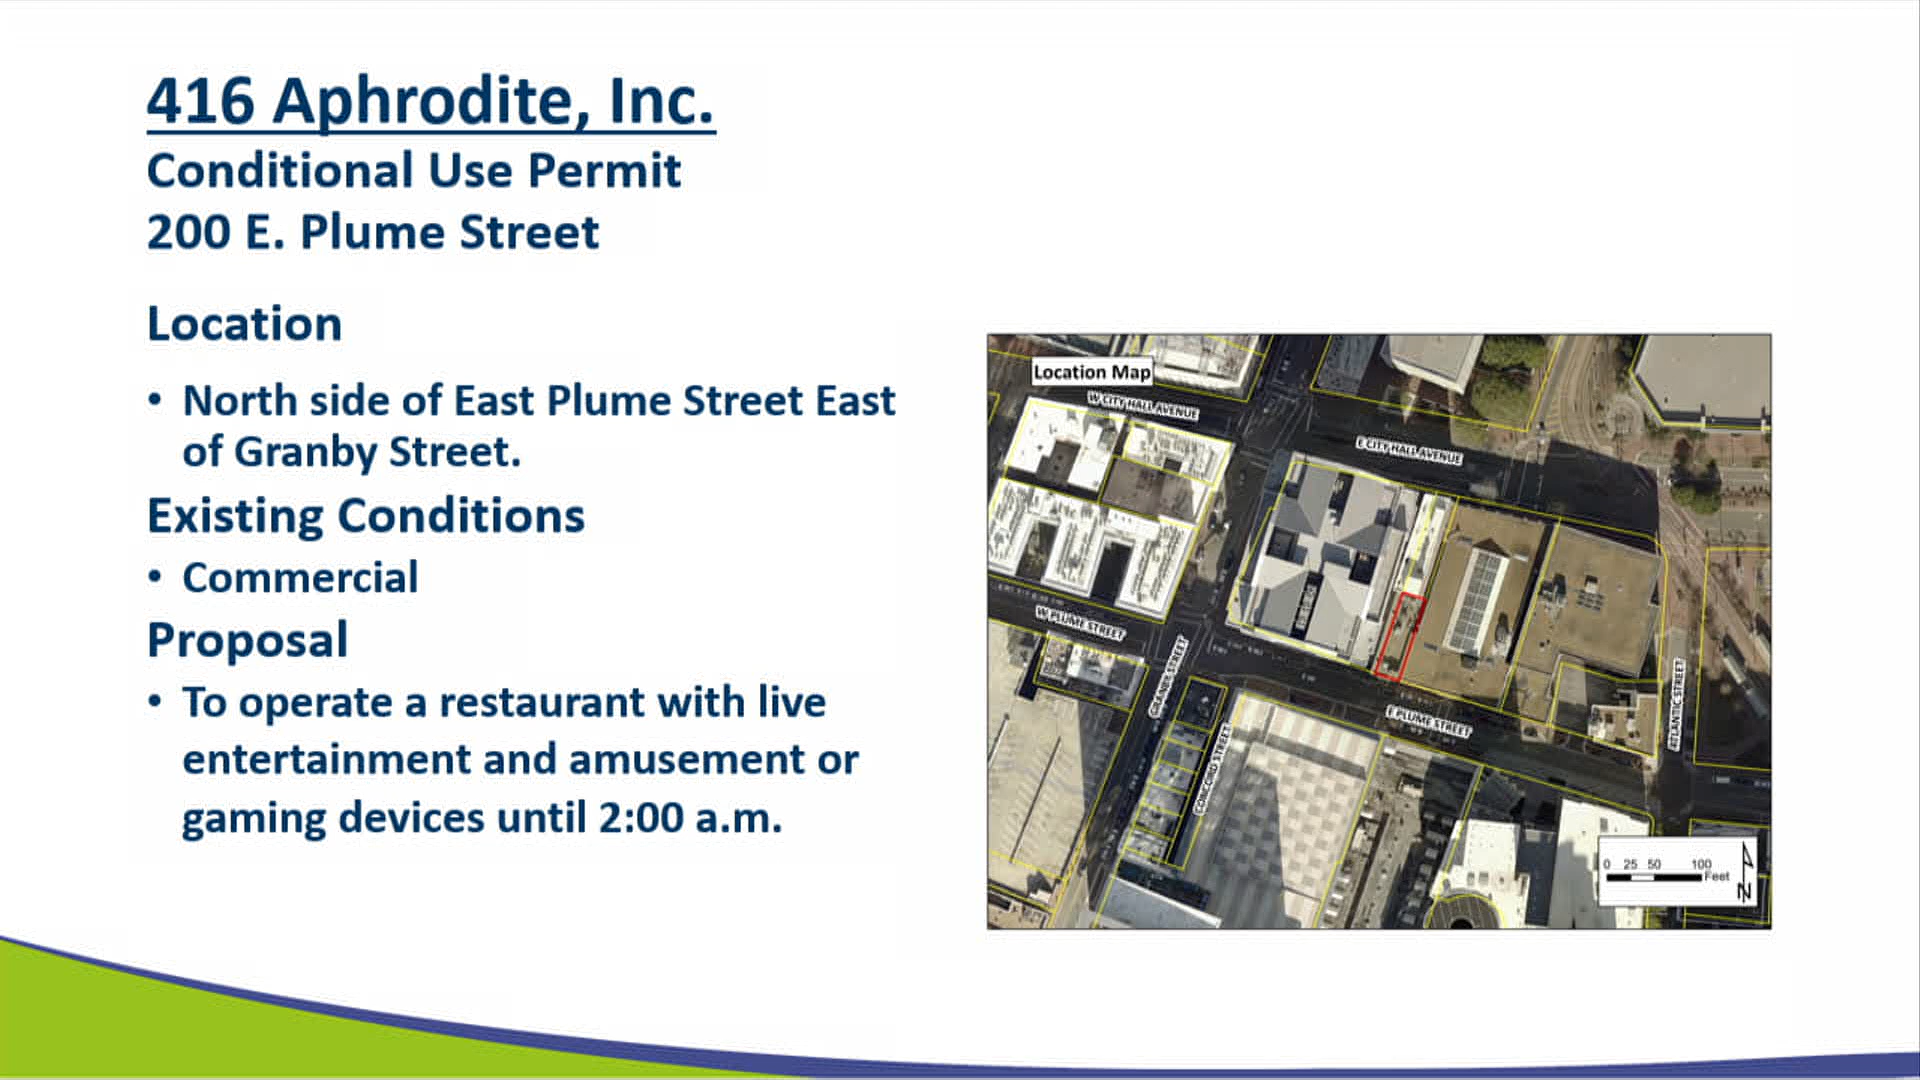 416 Aphrodite, Inc.
Conditional Use Permit
200 E. Plume Street
Location
• North side of East Plume Street East
of Granby Street.
Existing Conditions
• Commercial
Proposal
• To operate a restaurant with live
entertainment and amusement or
gaming devices until 2:00 a.m.
Location Map
W CITY HALL AVENUE
E CITY HALL AVENUE
W PLUME STREET
GRANBY STREET
CONCORD STREET
E PLUME STREET
ATLANTIC STREET
0 25 50 100
Feet
N